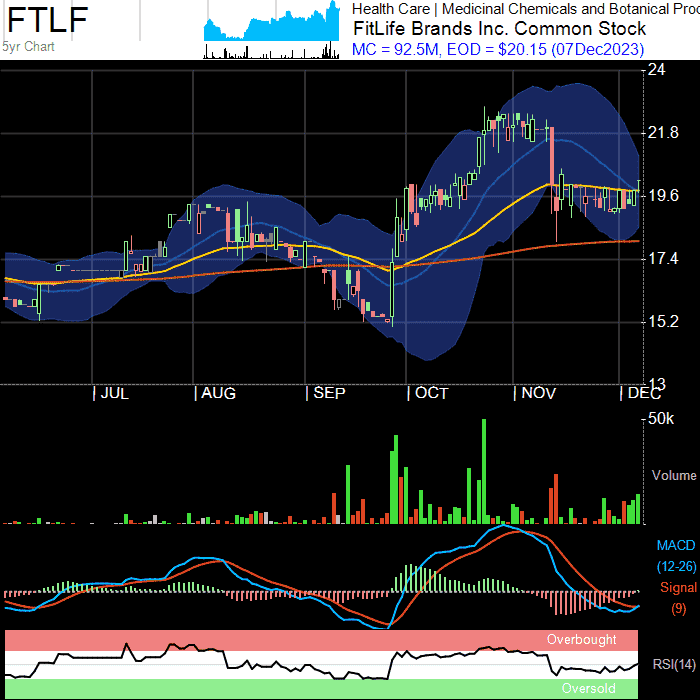 FTLF
5yr Chart
Health Care | Medicinal Chemicals and Botanical Proc
FitLife Brands Inc. Common Stock
MC = 92.5M, EOD = $20.15 (07Dec2023)
24
21.8
19.6
17.4
15.2
13
| JUL | AUG | SEP | OCT | NOV | DEC
50k
Volume
MACD
(12-26)
Signal
(9)
Overbought
RSI(14)
Oversold